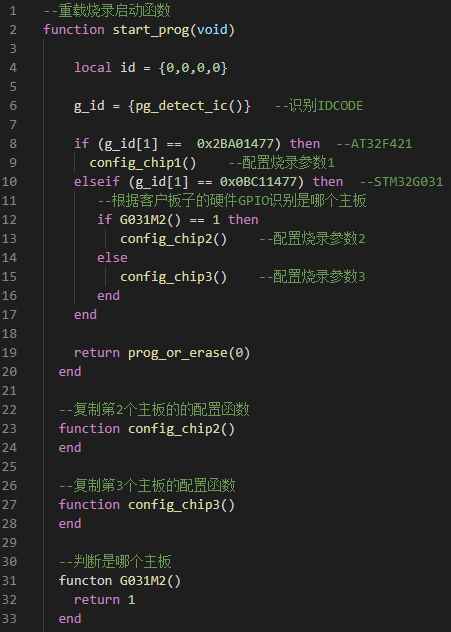 1 --重载烧录启动函数
2 function start_prog(void)
3
4 local id = {0,0,0,0}
5
6 g_id = {pg_detect_ic()} --识别IDCODE
7
8 if (g_id[1] == 0x2BA01477) then --AT32F421
9 config_chip1() --配置烧录参数1
10 elseif (g_id[1] == 0x0BC11477) then --STM32G031
11 --根据客户板子的硬件GPIO识别是哪个主板
12 if G031M2() == 1 then
13 config_chip2() --配置烧录参数2
14 else
15 config_chip3() --配置烧录参数3
16 end
17 end
18
19 return prog_or_erase(0)
20 end
21
22 --复制第2个主板的的配置函数
23 function config_chip2()
24 end
25
26 --复制第3个主板的配置函数
27 function config_chip3()
28 end
29
30 --判断是哪个主板
31 functon G031M2()
32 return 1
33 end